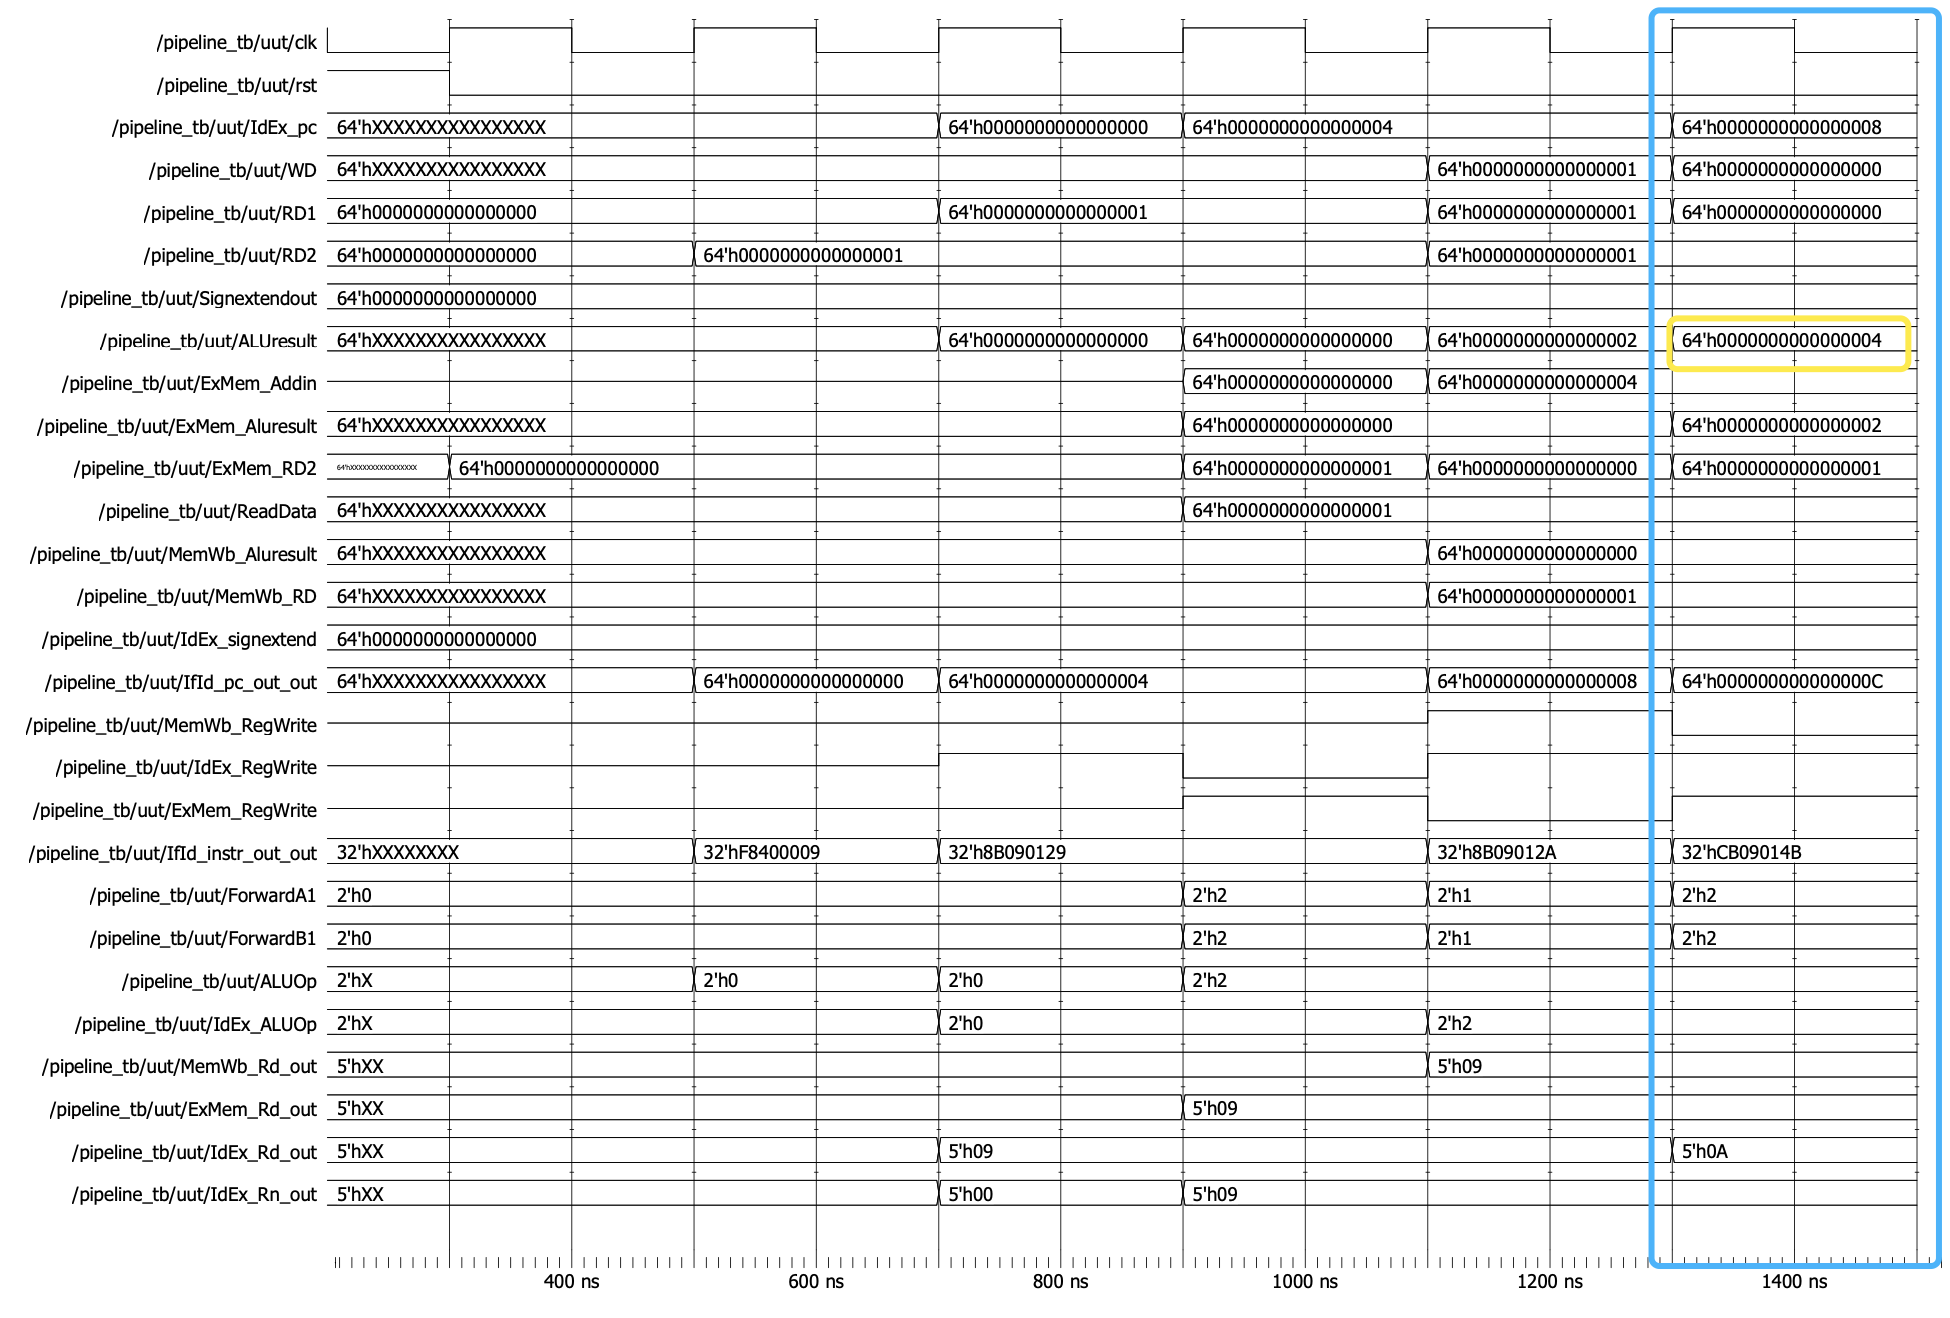 /pipeline_tb/uut/clk
/pipeline_tb/uut/rst
/pipeline_tb/uut/IdEx_pc 64'hXXXXXXXXXXXXXXXX 64'h0000000000000000 64'h0000000000000004 64'h0000000000000008
/pipeline_tb/uut/WD 64'hXXXXXXXXXXXXXXXX 64'h0000000000000001 64'h0000000000000000
/pipeline_tb/uut/RD1 64'h0000000000000000 64'h0000000000000001 64'h0000000000000001 64'h0000000000000000
/pipeline_tb/uut/RD2 64'h0000000000000000 64'h0000000000000001 64'h0000000000000001
/pipeline_tb/uut/Signextendout 64'h0000000000000000
/pipeline_tb/uut/ALUresult 64'hXXXXXXXXXXXXXXXX 64'h0000000000000000 64'h0000000000000000 64'h0000000000000002 64'h0000000000000004
/pipeline_tb/uut/ExMem_Addin 64'h0000000000000000 64'h0000000000000004
/pipeline_tb/uut/ExMem_Aluresult 64'hXXXXXXXXXXXXXXXX 64'h0000000000000000 64'h0000000000000002
/pipeline_tb/uut/ExMem_RD2 64'hXXXXXXXXXXXXXXXX 64'h0000000000000000 64'h0000000000000001 64'h0000000000000000 64'h0000000000000001
/pipeline_tb/uut/ReadData 64'hXXXXXXXXXXXXXXXX 64'h0000000000000001
/pipeline_tb/uut/MemWb_Aluresult 64'hXXXXXXXXXXXXXXXX 64'h0000000000000000
/pipeline_tb/uut/MemWb_RD 64'hXXXXXXXXXXXXXXXX 64'h0000000000000001
/pipeline_tb/uut/IdEx_signextend 64'h0000000000000000
/pipeline_tb/uut/IfId_pc_out_out 64'hXXXXXXXXXXXXXXXX 64'h0000000000000000 64'h0000000000000004 64'h0000000000000008 64'h000000000000000C
/pipeline_tb/uut/MemWb_RegWrite
/pipeline_tb/uut/IdEx_RegWrite
/pipeline_tb/uut/ExMem_RegWrite
/pipeline_tb/uut/IfId_instr_out_out 32'hXXXXXXXX 32'hF8400009 32'h8B090129 32'h8B09012A 32'hCB09014B
/pipeline_tb/uut/ForwardA1 2'h0 2'h2 2'h1 2'h2
/pipeline_tb/uut/ForwardB1 2'h0 2'h2 2'h1 2'h2
/pipeline_tb/uut/ALUOp 2'hX 2'h0 2'h0 2'h2
/pipeline_tb/uut/IdEx_ALUOp 2'hX 2'h0 2'h2
/pipeline_tb/uut/MemWb_Rd_out 5'hXX 5'h09
/pipeline_tb/uut/ExMem_Rd_out 5'hXX 5'h09
/pipeline_tb/uut/IdEx_Rd_out 5'hXX 5'h09 5'h0A
/pipeline_tb/uut/IdEx_Rn_out 5'hXX 5'h00 5'h09
400 ns 600 ns 800 ns 1000 ns 1200 ns 1400 ns